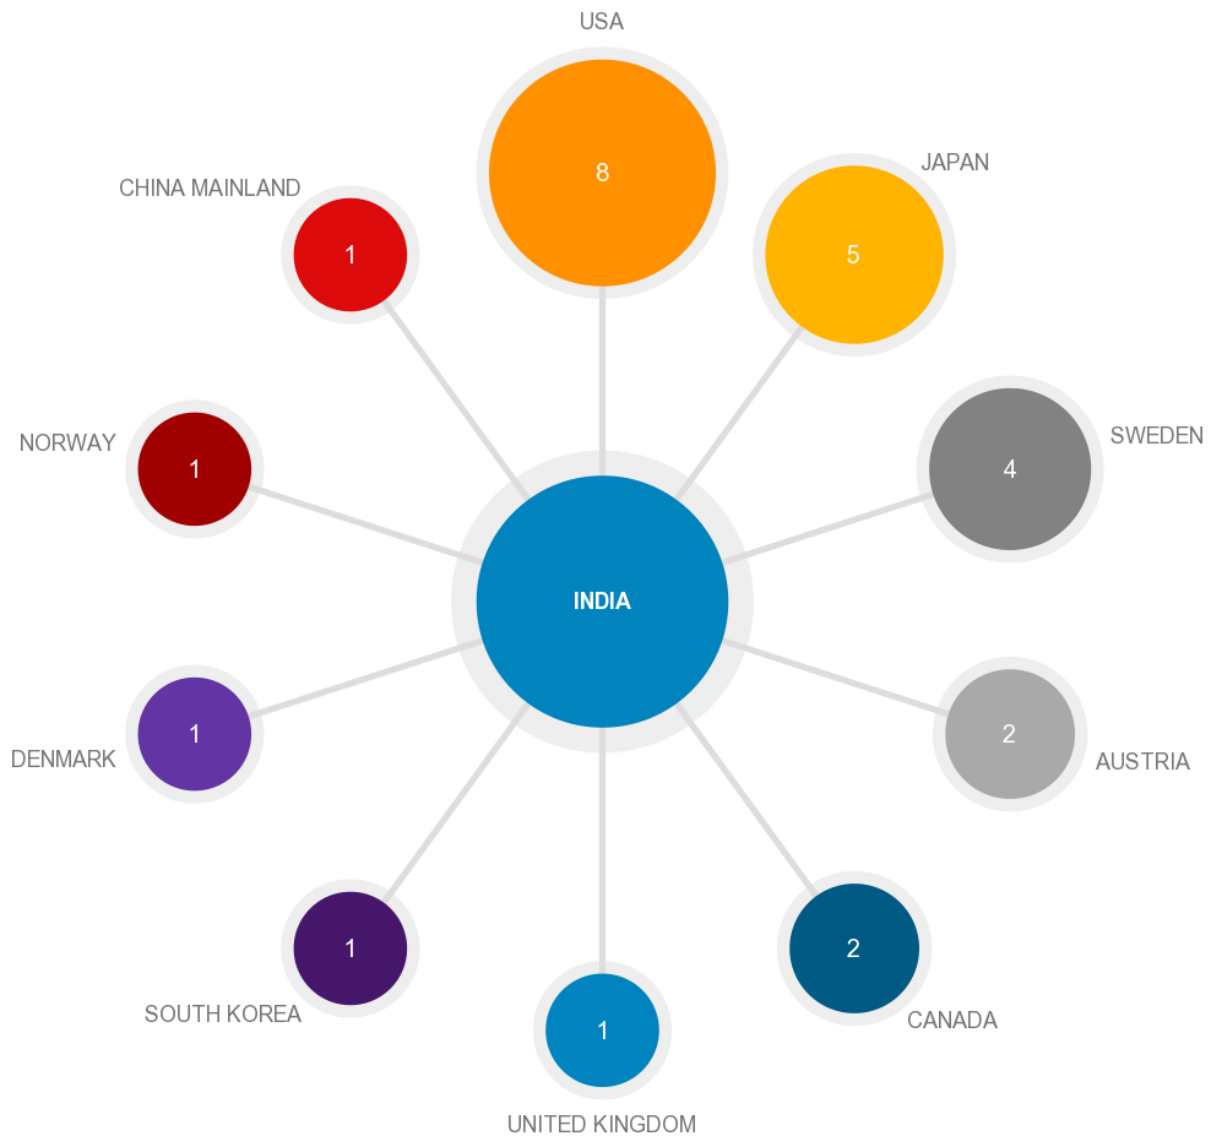 USA
8
JAPAN
CHINA MAINLAND
1
5
SWEDEN
NORWAY
1
4
INDIA
1
2
DENMARK
AUSTRIA
1
2
SOUTH KOREA
CANADA
1
UNITED KINGDOM